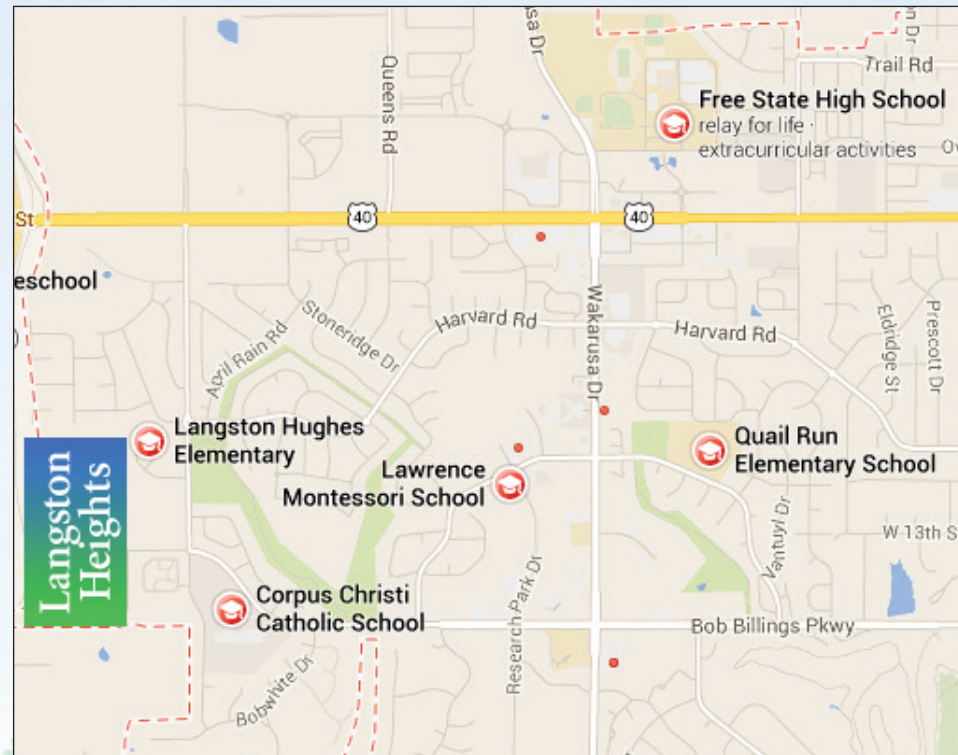 Wakarusa Dr
Dr
Trail Rd
Queens Rd
Free State High School
relay for life ·
extracurricular activities
St
40
40
eschool
Stoneridge Dr
April Rain Rd
Harvard Rd
Harvard Rd
Wakarusa Dr
Eldridge St
Prescott Dr
Langston Hughes
Elementary
Lawrence
Montessori School
Quail Run
Elementary School
Langston
Heights
W 13th S
Vantuyl Dr
Research Park Dr
Corpus Christi
Catholic School
Bob Billings Pkwy
Bobwhite Dr